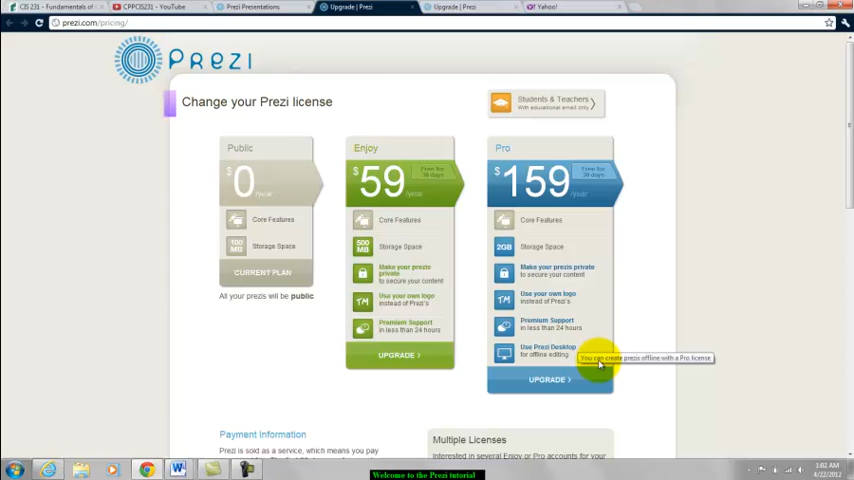 CIS 231 - Fundamentals of
CPPCIS231 - YouTube
Prezi Presentations
Upgrade | Prezi
Upgrade | Prezi
Yahoo!
prezi.com/pricing/
PREZI
Change your Prezi license
Students & Teachers
With educational email only
Public
$0/year
Core Features
100 MB
Storage Space
CURRENT PLAN
All your prezis will be public
Enjoy
$59/year
Free for
30 days
Core Features
500 MB
Storage Space
Make your prezis
private
to secure your content
TM
Use your own logo
instead of Prezi's
Premium Support
in less than 24 hours
UPGRADE
Pro
$159/year
Free for
30 days
Core Features
2GB
Storage Space
Make your prezis private
to secure your content
TM
Use your own logo
instead of Prezi's
Premium Support
in less than 24 hours
Use Prezi Desktop
for offline editing
You can create prezis offline with a Pro license
UPGRADE
Payment Information
Prezi is sold as a service, which means you pay
Multiple Licenses
Interested in several Enjoy or Pro accounts for your
Welcome to the Prezi tutorial
1:02 AM
4/22/2012